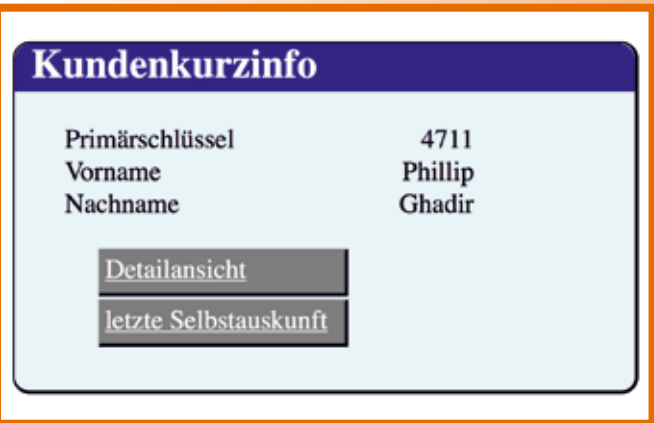 Kundenkurzinfo
Primärschlüssel 4711
Vorname Phillip
Nachname Ghadir
Detailansicht
letzte Selbstauskunft